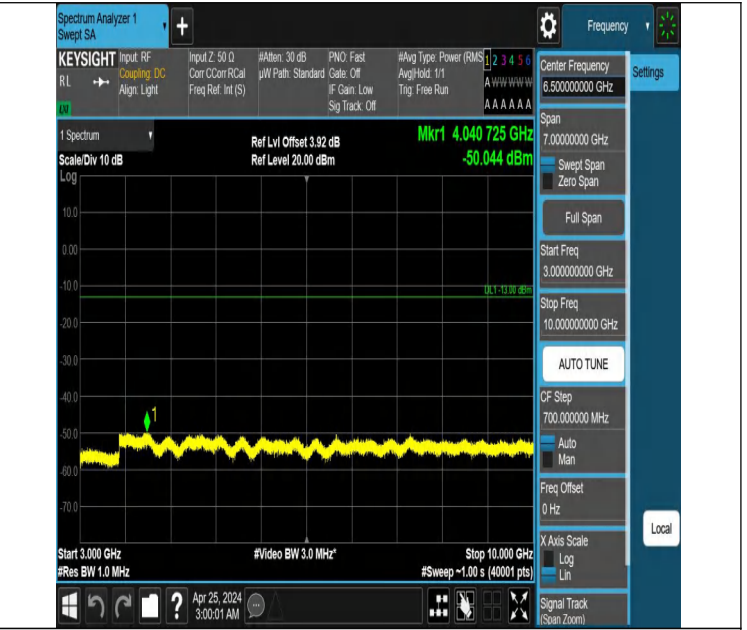 Spectrum Analyzer 1
Swept SA
Frequency
KEYSIGHT
RL
LXI
Input: RF
Coupling: DC
Align: Light
Input Z: 50 Ω
Corr CCorr RCal
Freq Ref: Int (S)
#Atten: 30 dB
µW Path: Standard
PNO: Fast
Gate: Off
IF Gain: Low
Sig Track: Off
#Avg Type: Power (RMS
Avg|Hold: 1/1
Trig: Free Run
1 2 3 4 5 6
A W W W W W
A A A A A A
1 Spectrum
Scale/Div 10 dB
Log
Ref Lvl Offset 3.92 dB
Ref Level 20.00 dBm
Mkr1 4.040 725 GHz
-50.044 dBm
10.0
0.00
-10.0
DL1 -13.00 dBm
-20.0
-30.0
-40.0
1
-50.0
-60.0
-70.0
Start 3.000 GHz
#Res BW 1.0 MHz
#Video BW 3.0 MHz*
Stop 10.000 GHz
#Sweep ~1.00 s (40001 pts)
Center Frequency
6.500000000 GHz
Settings
Span
7.00000000 GHz
Swept Span
Zero Span
Full Span
Start Freq
3.000000000 GHz
Stop Freq
10.000000000 GHz
AUTO TUNE
CF Step
700.000000 MHz
Auto
Man
Freq Offset
0 Hz
Local
X Axis Scale
Log
Lin
Signal Track
(Span Zoom)
?
Apr 25, 2024
3:00:01 AM